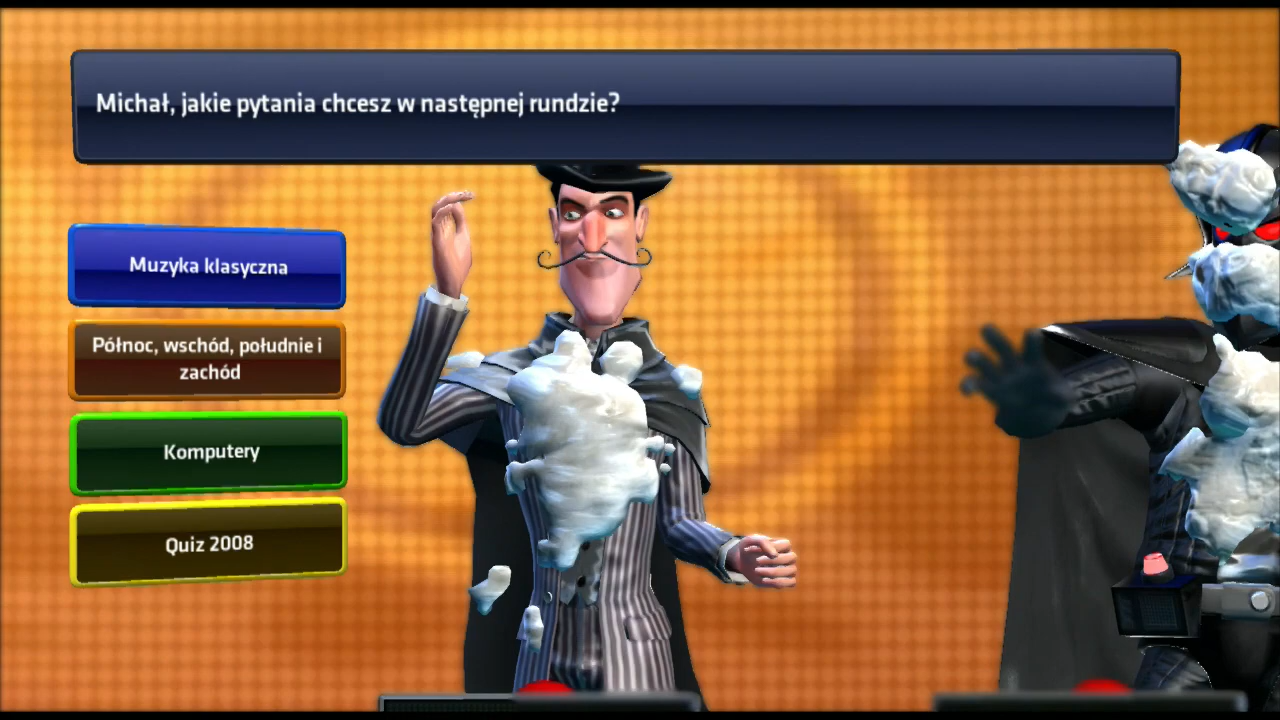 Michał, jakie pytania chcesz w następnej rundzie?
Muzyka klasyczna
Północ, wschód, południe i
zachód
Komputery
Quiz 2008